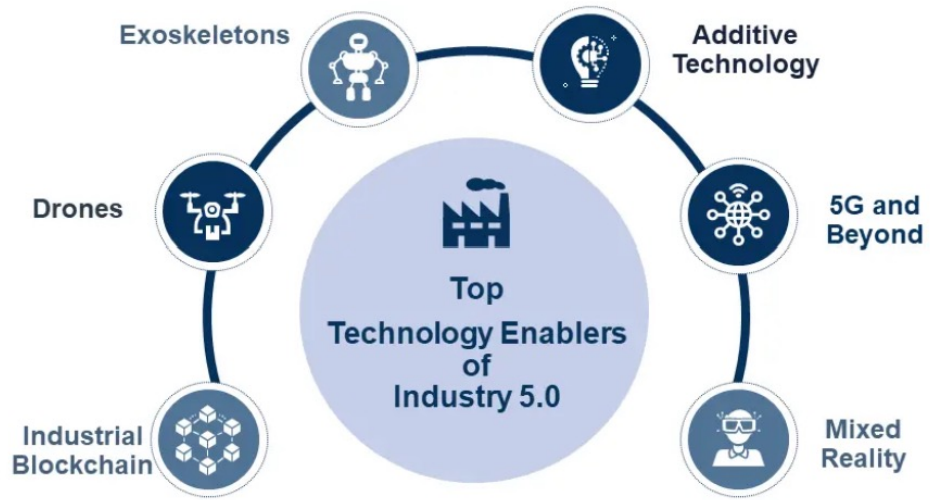 Exoskeletons
Additive
Technology
Drones
5G and
Beyond
Top
Technology Enablers
of
Industry 5.0
Industrial
Blockchain
Mixed
Reality